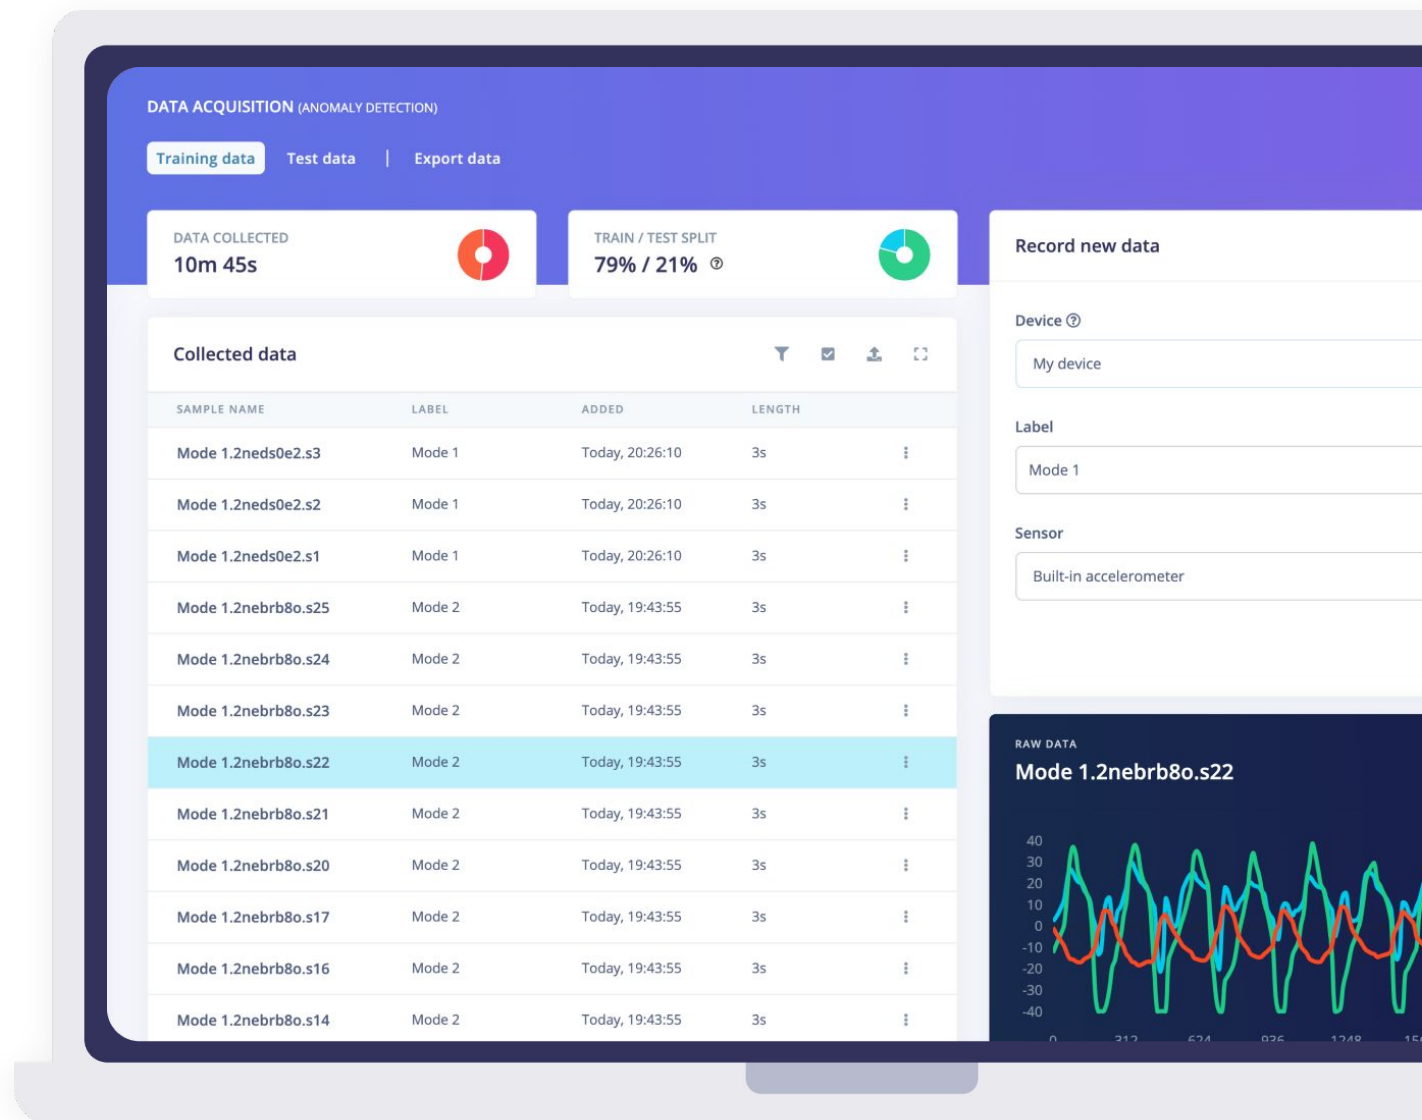 DATA ACQUISITION (ANOMALY DETECTION)
Training data Test data | Export data
DATA COLLECTED
10m 45s
TRAIN / TEST SPLIT
79% / 21%
Collected data
SAMPLE NAME LABEL ADDED LENGTH
Mode 1.2neds0e2.s3 Mode 1 Today, 20:26:10 3s
Mode 1.2neds0e2.s2 Mode 1 Today, 20:26:10 3s
Mode 1.2neds0e2.s1 Mode 1 Today, 20:26:10 3s
Mode 1.2nebrb8o.s25 Mode 2 Today, 19:43:55 3s
Mode 1.2nebrb8o.s24 Mode 2 Today, 19:43:55 3s
Mode 1.2nebrb8o.s23 Mode 2 Today, 19:43:55 3s
Mode 1.2nebrb8o.s22 Mode 2 Today, 19:43:55 3s
Mode 1.2nebrb8o.s21 Mode 2 Today, 19:43:55 3s
Mode 1.2nebrb8o.s20 Mode 2 Today, 19:43:55 3s
Mode 1.2nebrb8o.s17 Mode 2 Today, 19:43:55 3s
Mode 1.2nebrb8o.s16 Mode 2 Today, 19:43:55 3s
Mode 1.2nebrb8o.s14 Mode 2 Today, 19:43:55 3s
Record new data
Device
My device
Label
Mode 1
Sensor
Built-in accelerometer
RAW DATA
Mode 1.2nebrb8o.s22
40
30
20
10
0
-10
-20
-30
-40
0 312 624 936 1248